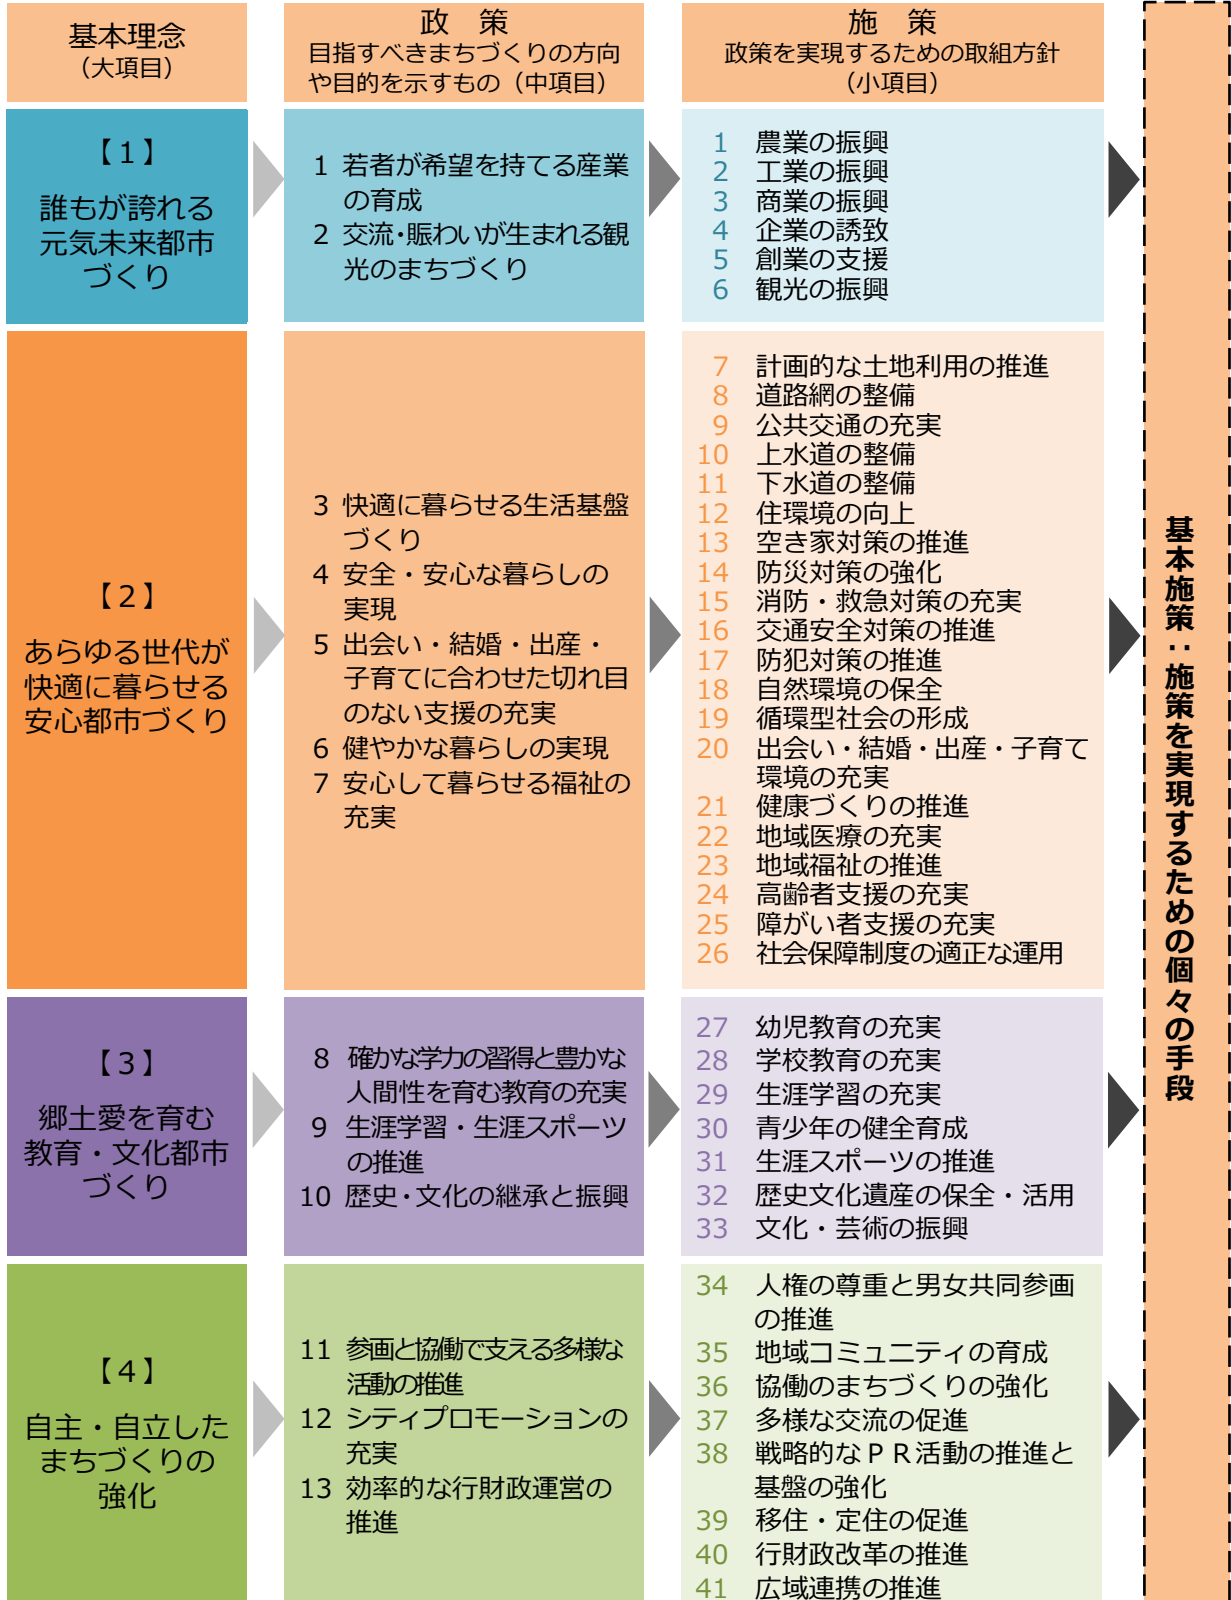 基本理念
（大項目）
政　策
目指すべきまちづくりの方向
や目的を示すもの（中項目）
施　策
政策を実現するための取組方針
（小項目）
【１】
誰もが誇れる
元気未来都市
づくり
1 若者が希望を持てる産業
の育成
2 交流・賑わいが生まれる観
光のまちづくり
1 農業の振興
2 工業の振興
3 商業の振興
4 企業の誘致
5 創業の支援
6 観光の振興
【２】
あらゆる世代が
快適に暮らせる
安心都市づくり
3 快適に暮らせる生活基盤
づくり
4 安全・安心な暮らしの
実現
5 出会い・結婚・出産・
子育てに合わせた切れ目
のない支援の充実
6 健やかな暮らしの実現
7 安心して暮らせる福祉の
充実
7 計画的な土地利用の推進
8 道路網の整備
9 公共交通の充実
10 上水道の整備
11 下水道の整備
12 住環境の向上
13 空き家対策の推進
14 防災対策の強化
15 消防・救急対策の充実
16 交通安全対策の推進
17 防犯対策の推進
18 自然環境の保全
19 循環型社会の形成
20 出会い・結婚・出産・子育て
環境の充実
21 健康づくりの推進
22 地域医療の充実
23 地域福祉の推進
24 高齢者支援の充実
25 障がい者支援の充実
26 社会保障制度の適正な運用
【３】
郷土愛を育む
教育・文化都市
づくり
8 確かな学力の習得と豊かな
人間性を育む教育の充実
9 生涯学習・生涯スポーツ
の推進
10 歴史・文化の継承と振興
27 幼児教育の充実
28 学校教育の充実
29 生涯学習の充実
30 青少年の健全育成
31 生涯スポーツの推進
32 歴史文化遺産の保全・活用
33 文化・芸術の振興
【４】
自主・自立した
まちづくりの
強化
11 参画と協働で支える多様な
活動の推進
12 シティプロモーションの
充実
13 効率的な行財政運営の
推進
34 人権の尊重と男女共同参画
の推進
35 地域コミュニティの育成
36 協働のまちづくりの強化
37 多様な交流の促進
38 戦略的なＰＲ活動の推進と
基盤の強化
39 移住・定住の促進
40 行財政改革の推進
41 広域連携の推進
基本施策：施策を実現するための個々の手段